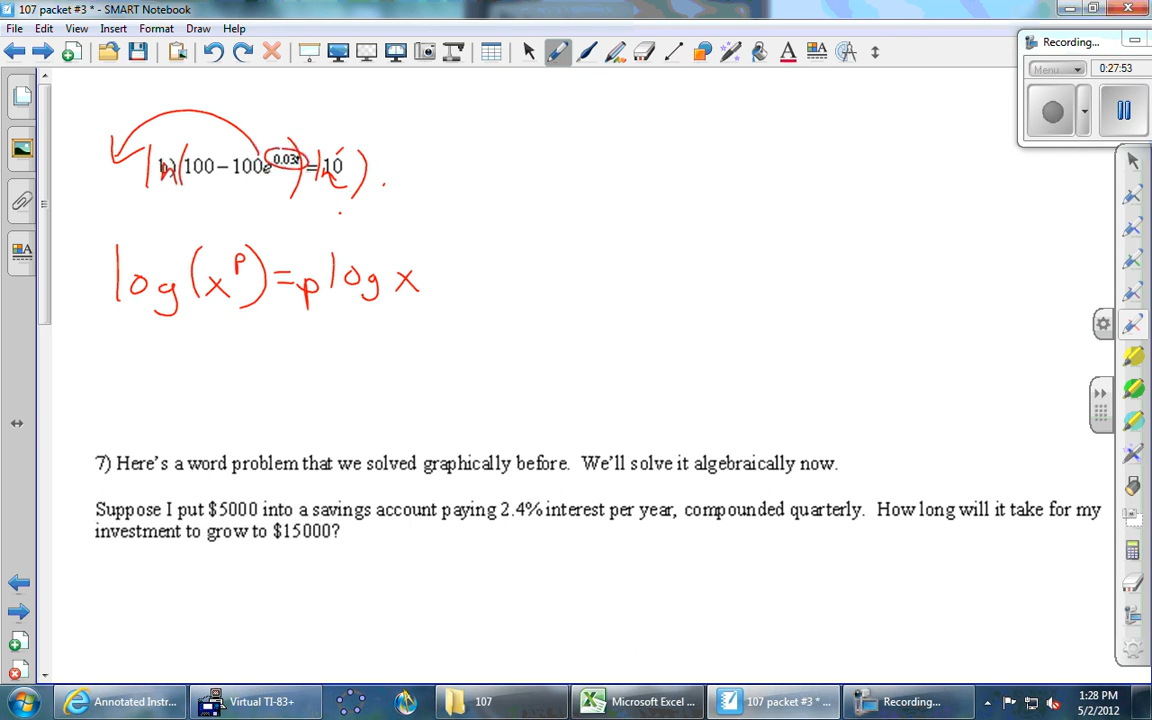 107 packet #3 * - SMART Notebook
File Edit View Insert Format Draw Help
Recording...
Menu 0:27:53
b) 100 − 100e^0.03t = 10
ln( ) = ln( )
log(x^p) = p log x
7) Here's a word problem that we solved graphically before. We'll solve it algebraically now.
Suppose I put $5000 into a savings account paying 2.4% interest per year, compounded quarterly. How long will it take for my
investment to grow to $15000?
Annotated Instr... Virtual TI-83+ 107 Microsoft Excel ... 107 packet #3 * ... Recording... 1:28 PM
5/2/2012